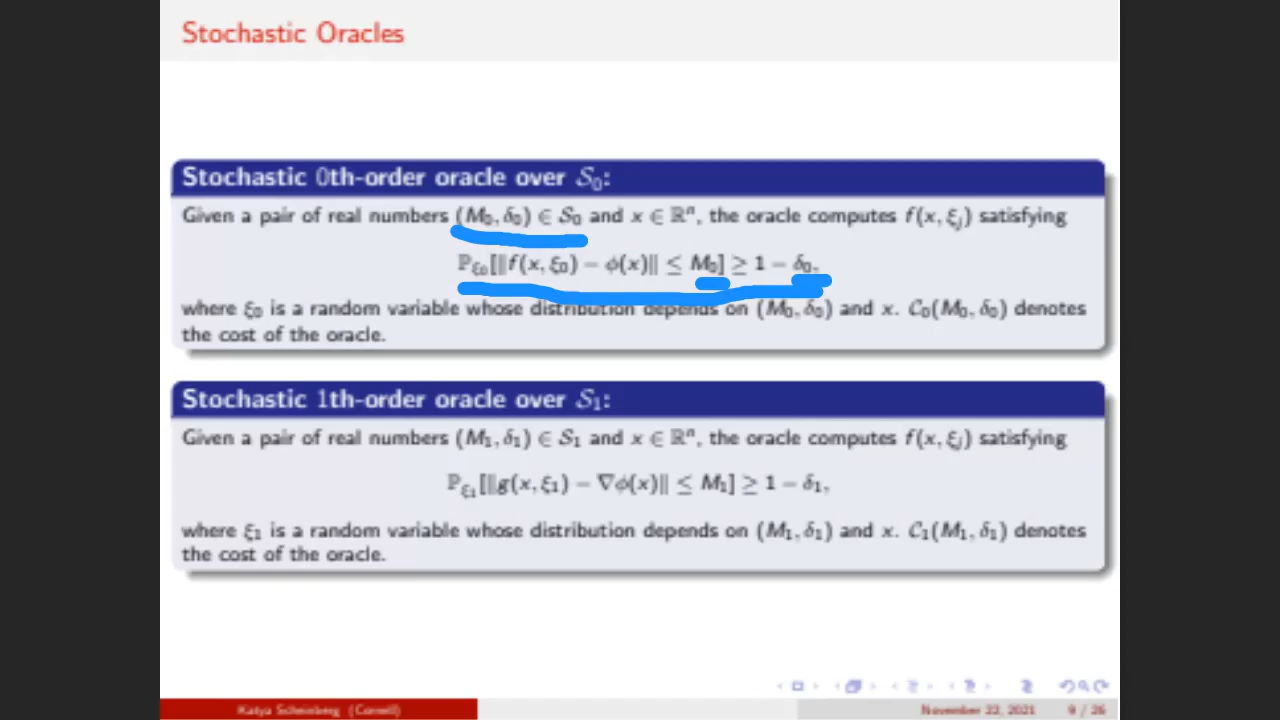 Stochastic Oracles
Stochastic 0th-order oracle over S₀:
Given a pair of real numbers (M₀, δ₀) ∈ S₀ and x ∈ ℝⁿ, the oracle computes f(x, ξⱼ) satisfying
ℙ_ξ₀[‖f(x, ξ₀) − ϕ(x)‖ ≤ M₀] ≥ 1 − δ₀,
where ξ₀ is a random variable whose distribution depends on (M₀, δ₀) and x. C₀(M₀, δ₀) denotes
the cost of the oracle.
Stochastic 1th-order oracle over S₁:
Given a pair of real numbers (M₁, δ₁) ∈ S₁ and x ∈ ℝⁿ, the oracle computes f(x, ξⱼ) satisfying
ℙ_ξ₁[‖g(x, ξ₁) − ∇ϕ(x)‖ ≤ M₁] ≥ 1 − δ₁,
where ξ₁ is a random variable whose distribution depends on (M₁, δ₁) and x. C₁(M₁, δ₁) denotes
the cost of the oracle.
Katya Scheinberg (Cornell) November 22, 2021 9 / 26